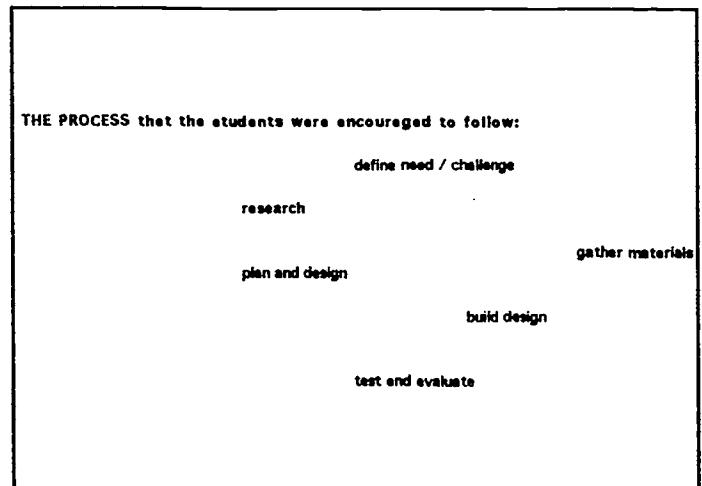 THE PROCESS that the students were encouraged to follow:
define need / challenge
research
gather materials
plan and design
build design
test and evaluate